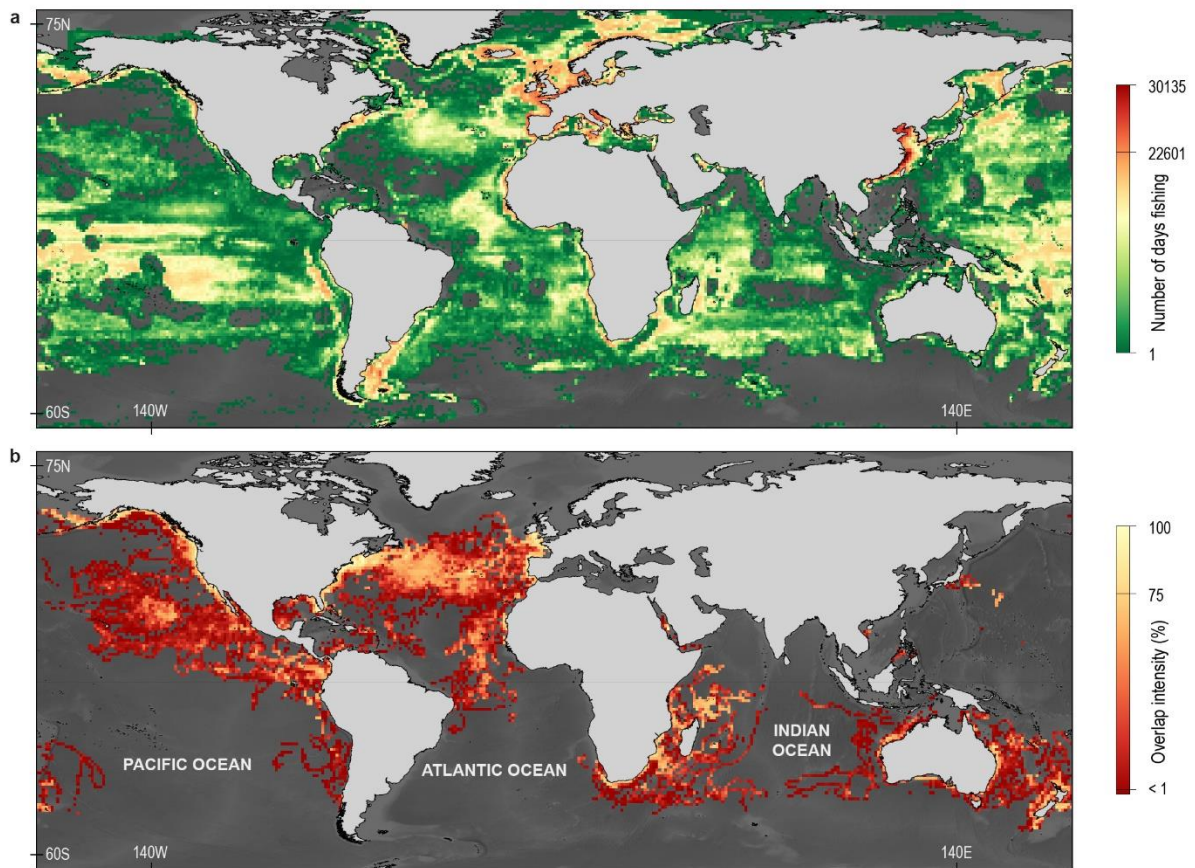 a
75N
60S
140W
140E
30135
22601
1
Number of days fishing
b
75N
PACIFIC OCEAN
ATLANTIC OCEAN
INDIAN
OCEAN
60S
140W
140E
100
75
< 1
Overlap intensity (%)